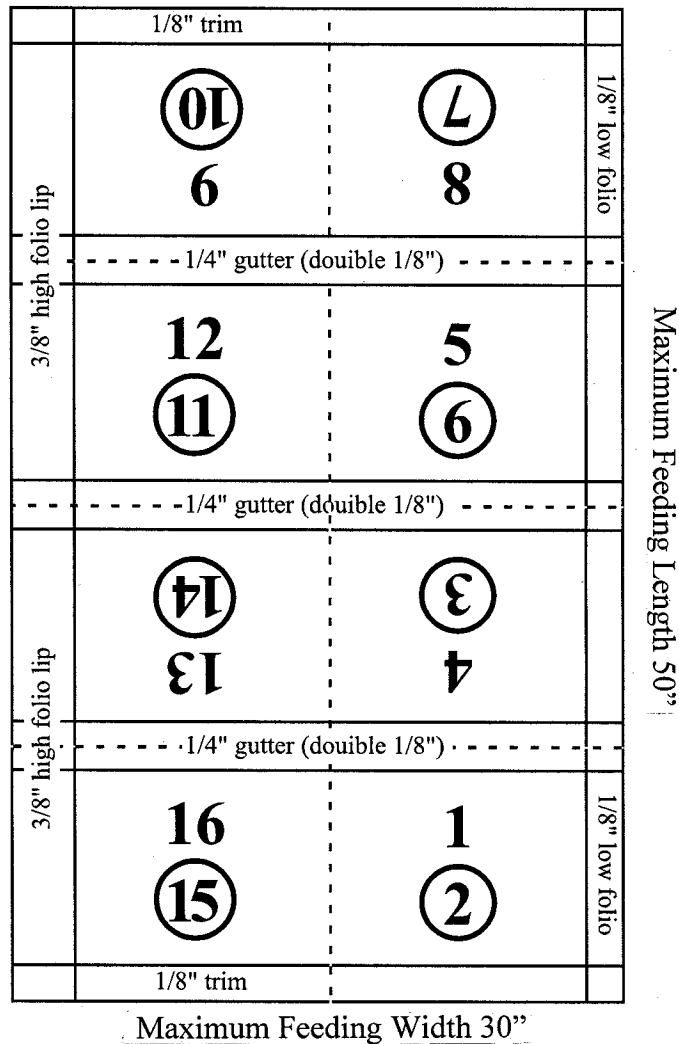 1/8" trim
10 7
1/8" low folio
9 8
3/8" high folio lip
1/4" gutter (douible 1/8")
12 5
11 6
Maximum Feeding Length 50”
1/4" gutter (douible 1/8")
14 3
13 4
3/8" high folio lip
1/4" gutter (douible 1/8")
16 1
15 2
1/8" low folio
1/8" trim
Maximum Feeding Width 30”